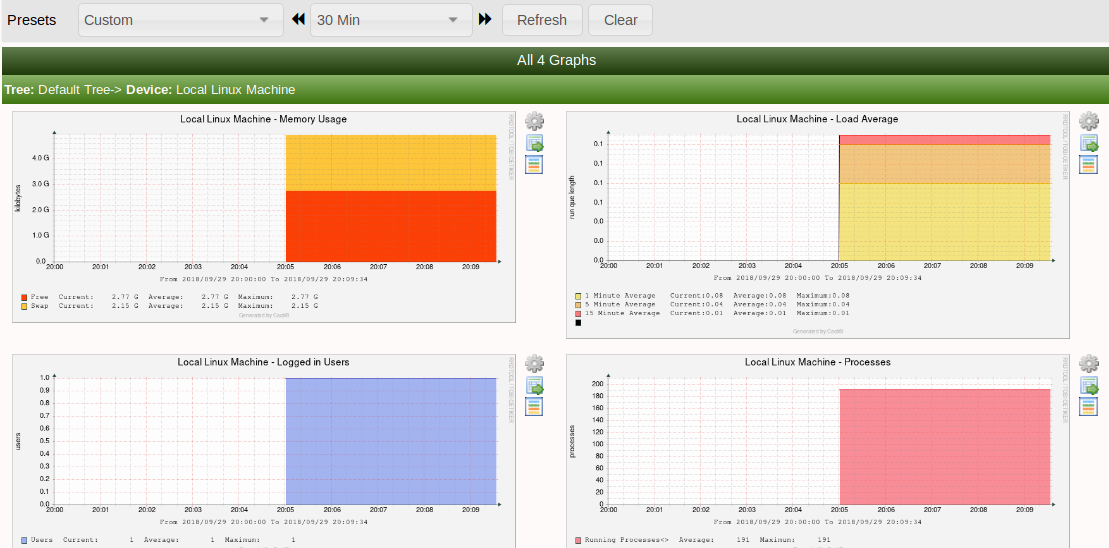 Presets Custom 30 Min Refresh Clear
All 4 Graphs
Tree: Default Tree-> Device: Local Linux Machine
Local Linux Machine - Memory Usage
RRDTOOL / TOBI OETIKER
kilobytes
4.0 G
3.0 G
2.0 G
1.0 G
0.0
20:00 20:01 20:02 20:03 20:04 20:05 20:06 20:07 20:08 20:09
From 2018/09/29 20:00:00 To 2018/09/29 20:09:34
Free Current: 2.77 G Average: 2.77 G Maximum: 2.77 G
Swap Current: 2.15 G Average: 2.15 G Maximum: 2.15 G
Generated by Cacti®
Local Linux Machine - Load Average
RRDTOOL / TOBI OETIKER
run que length
0.1
0.1
0.1
0.1
0.0
0.0
0.0
20:00 20:01 20:02 20:03 20:04 20:05 20:06 20:07 20:08 20:09
From 2018/09/29 20:00:00 To 2018/09/29 20:09:34
1 Minute Average Current:0.08 Average:0.08 Maximum:0.08
5 Minute Average Current:0.04 Average:0.04 Maximum:0.04
15 Minute Average Current:0.01 Average:0.01 Maximum:0.01
Generated by Cacti®
Local Linux Machine - Logged in Users
RRDTOOL / TOBI OETIKER
users
1.0
0.9
0.8
0.7
0.6
0.5
0.4
0.3
0.2
0.1
0.0
20:00 20:01 20:02 20:03 20:04 20:05 20:06 20:07 20:08 20:09
From 2018/09/29 20:00:00 To 2018/09/29 20:09:34
Users Current: 1 Average: 1 Maximum: 1
Local Linux Machine - Processes
RRDTOOL / TOBI OETIKER
processes
200
180
160
140
120
100
80
60
40
20
0
20:00 20:01 20:02 20:03 20:04 20:05 20:06 20:07 20:08 20:09
From 2018/09/29 20:00:00 To 2018/09/29 20:09:34
Running Processes<> Average: 191 Maximum: 191